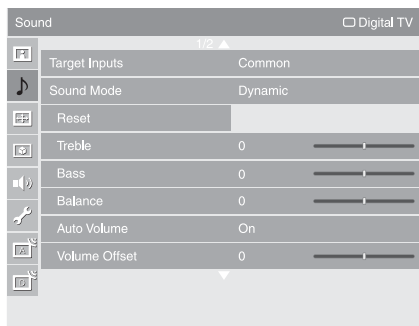 Sound Digital TV
1/2
Target Inputs Common
Sound Mode Dynamic
Reset
Treble 0
Bass 0
Balance 0
Auto Volume On
Volume Offset 0
A